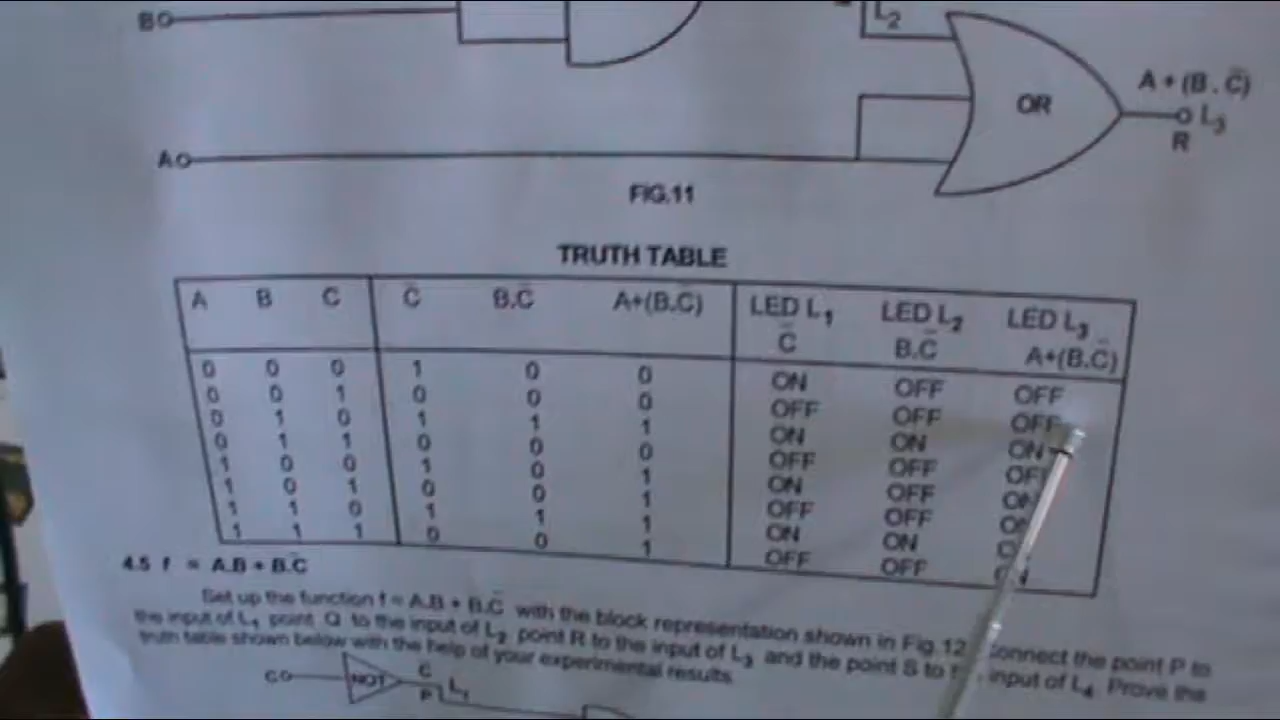 B
L2
A + (B . C̄)
OR
L3
R
A
FIG.11
TRUTH TABLE
A B C C̄ B.C̄ A+(B.C̄) LED L1 C̄ LED L2 B.C̄ LED L3 A+(B.C̄)
0 0 0 1 0 0 ON OFF OFF
0 0 1 0 0 0 OFF OFF OFF
0 1 0 1 1 1 ON ON ON
0 1 1 0 0 0 OFF OFF OFF
1 0 0 1 0 1 ON OFF ON
1 0 1 0 0 1 OFF OFF ON
1 1 0 1 1 1 ON ON
1 1 1 0 0 1 OFF OFF ON
4.5 f = A.B + B.C̄
Set up the function f = A.B + B.C̄ with the block representation shown in Fig.12. Connect the point P to
the input of L1 point Q to the input of L2 point R to the input of L3 and the point S to input of L4 Prove the
truth table shown below with the help of your experimental results.
C NOT C̄
P L1